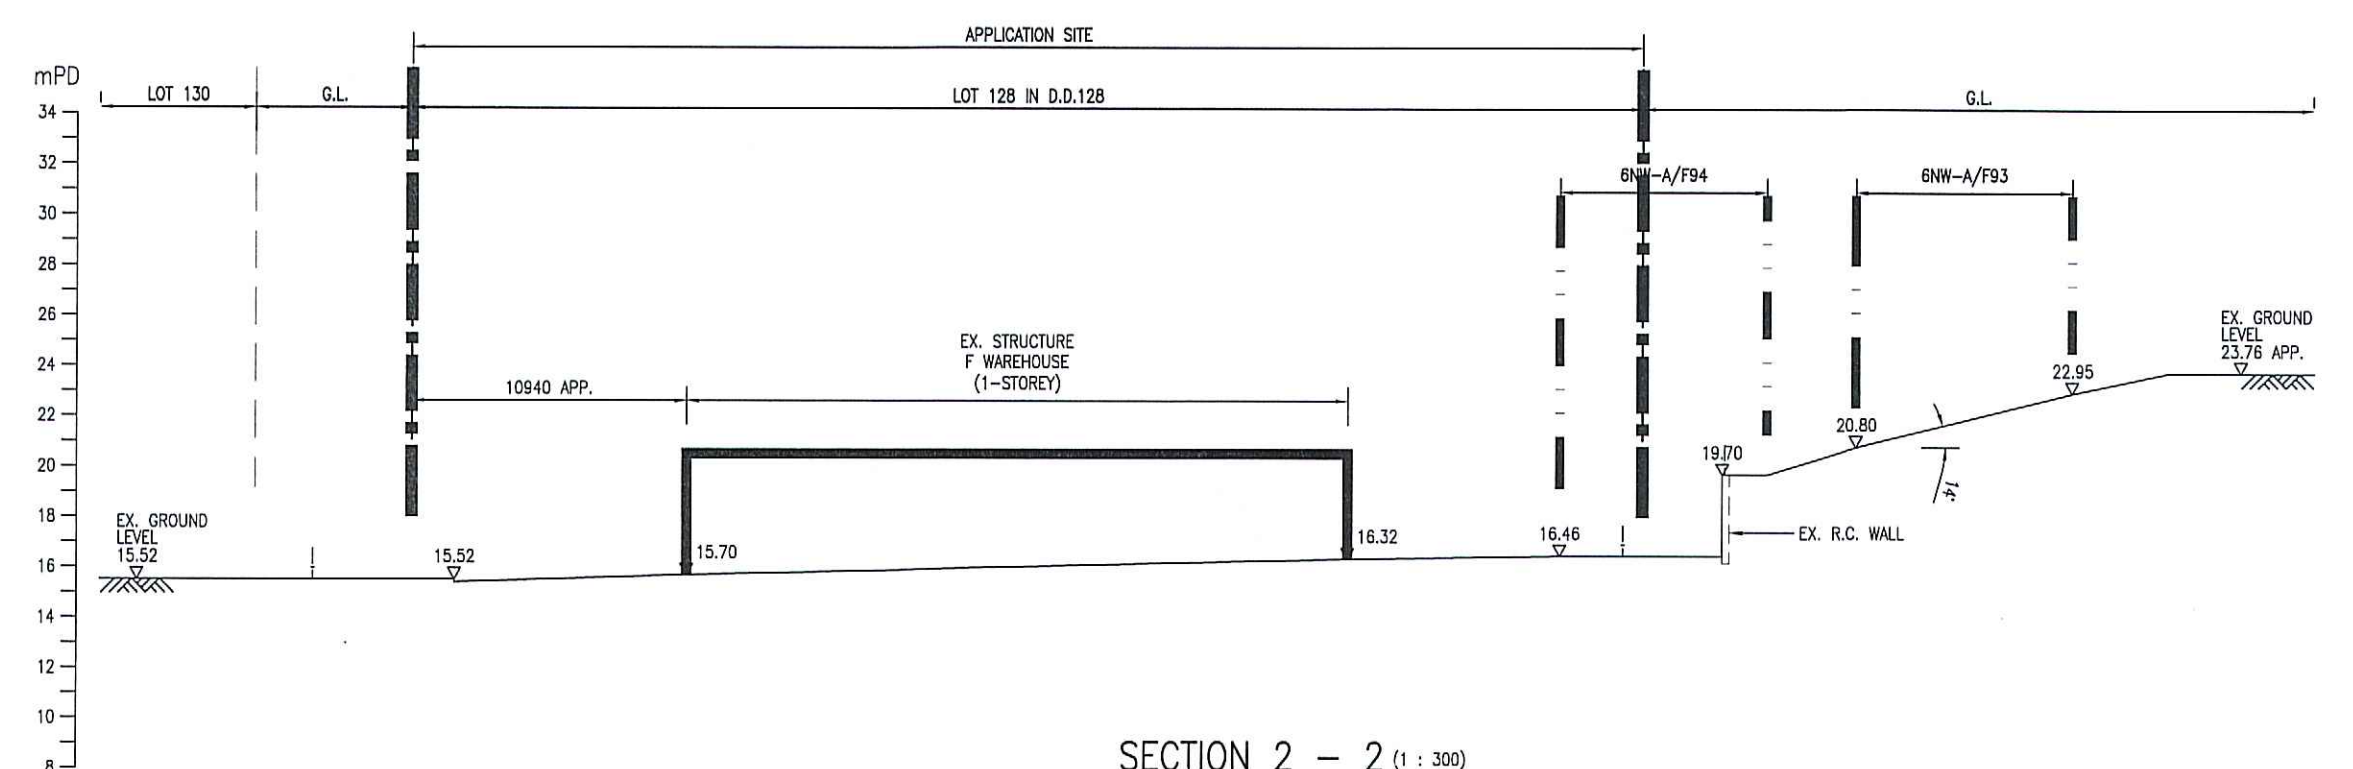 APPLICATION SITE
mPD
LOT 130
G.L.
LOT 128 IN D.D.128
G.L.
34
32
30
28
26
24
22
20
18
16
14
12
10
8
6NW-A/F94
6NW-A/F93
EX. STRUCTURE
F WAREHOUSE
(1-STOREY)
10940 APP.
EX. GROUND
LEVEL
23.76 APP.
22.95
20.80
19.70
14°
EX. GROUND
LEVEL
15.52
15.52
15.70
16.32
16.46
EX. R.C. WALL
SECTION 2 - 2 (1 : 300)